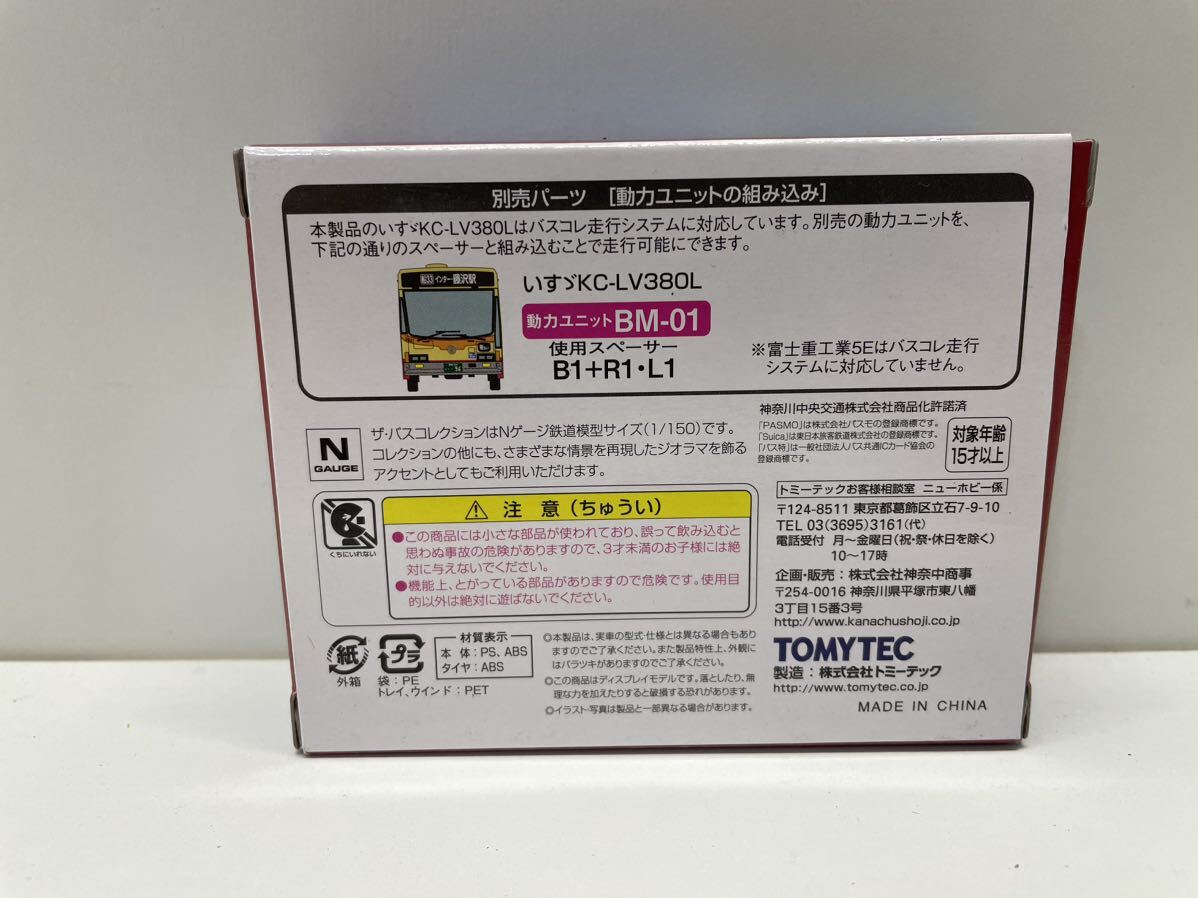 別売パーツ [動力ユニットの組み込み]
本製品のいすゞKC-LV380Lはバスコレ走行システムに対応しています。別売の動力ユニットを、
下記の通りのスペーサーと組み込むことで走行可能にできます。
インター 藤沢駅
いすゞKC-LV380L
動力ユニットBM-01
使用スペーサー
B1+R1・L1
※富士重工業5Eはバスコレ走行
システムに対応していません。
N
GAUGE
ザ・バスコレクションはNゲージ鉄道模型サイズ(1/150)です。
コレクションの他にも、さまざまな情景を再現したジオラマを飾る
アクセントとしてもご利用いただけます。
神奈川中央交通株式会社商品化許諾済
「PASMO」は株式会社パスモの登録商標です。
「Suica」は東日本旅客鉄道株式会社の登録商標です。
「バス特」は一般社団法人バス共通ICカード協会の
登録商標です。
対象年齢
15才以上
くちにいれない
⚠ 注 意(ちゅうい)
●この商品には小さな部品が使われており、誤って飲み込むと
思わぬ事故の危険がありますので、3才未満のお子様には絶
対に与えないでください。
●機能上、とがっている部品がありますので危険です。使用目
的以外は絶対に遊ばないでください。
トミーテックお客様相談室 ニューホビー係
〒124-8511 東京都葛飾区立石7-9-10
TEL 03(3695)3161(代)
電話受付 月〜金曜日(祝・祭・休日を除く)
10〜17時
企画・販売:株式会社神奈中商事
〒254-0016 神奈川県平塚市東八幡
3丁目15番3号
http://www.kanachushoji.co.jp
TOMYTEC
製造:株式会社トミーテック
http://www.tomytec.co.jp
MADE IN CHINA
紙
外箱
プラ
袋:PE
トレイ、ウインド:PET
材質表示
本 体:PS、ABS
タイヤ:ABS
◎本製品は、実車の型式・仕様とは異なる場合もあり
ますのでご了承ください。また製品特性上、外観に
はバラツキがありますのでご了承ください。
◎この商品はディスプレイモデルです。落としたり、無
理な力を加えたりすると破損する恐れがあります。
◎イラスト・写真は製品と一部異なる場合があります。